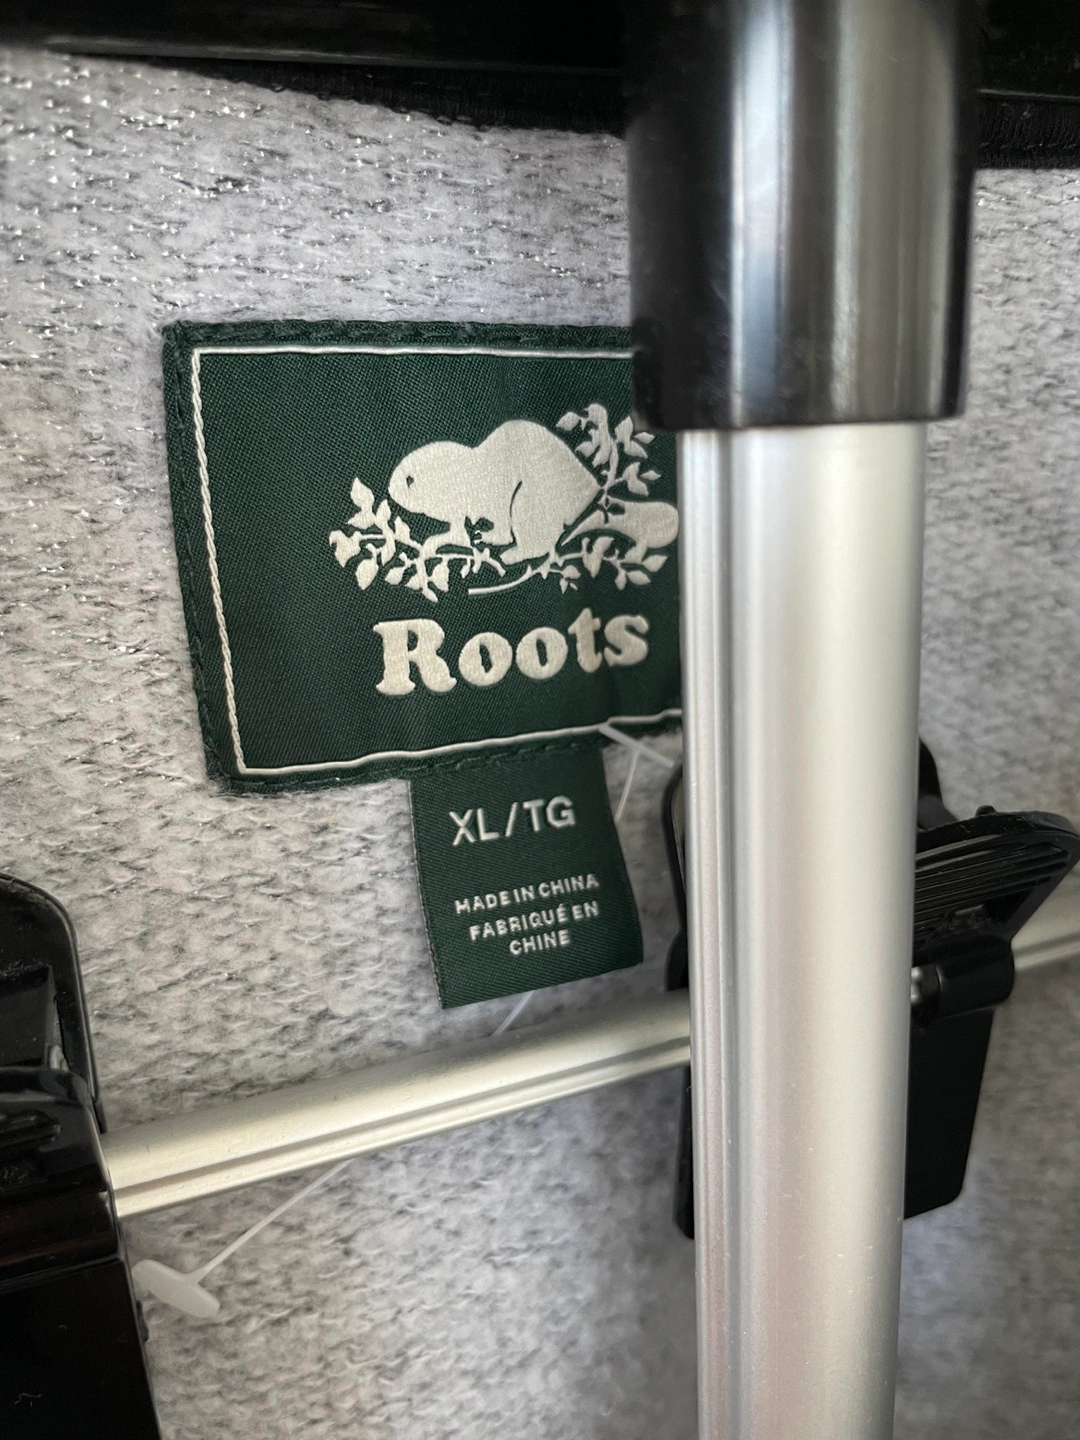 Roots
XL/TG
MADE IN CHINA
FABRIQUÉ EN
CHINE